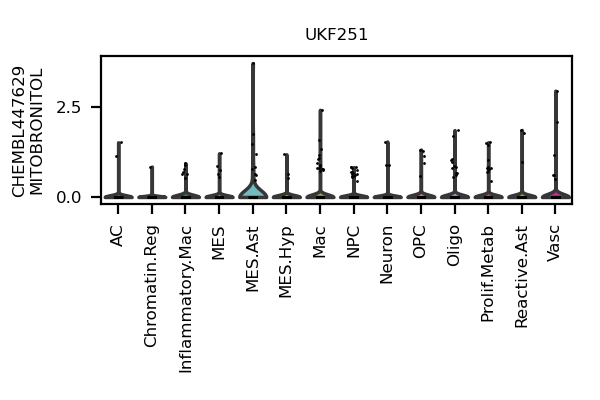 UKF251
CHEMBL447629
MITOBRONITOL
2.5
0.0
AC
Chromatin.Reg
Inflammatory.Mac
MES
MES.Ast
MES.Hyp
Mac
NPC
Neuron
OPC
Oligo
Prolif.Metab
Reactive.Ast
Vasc